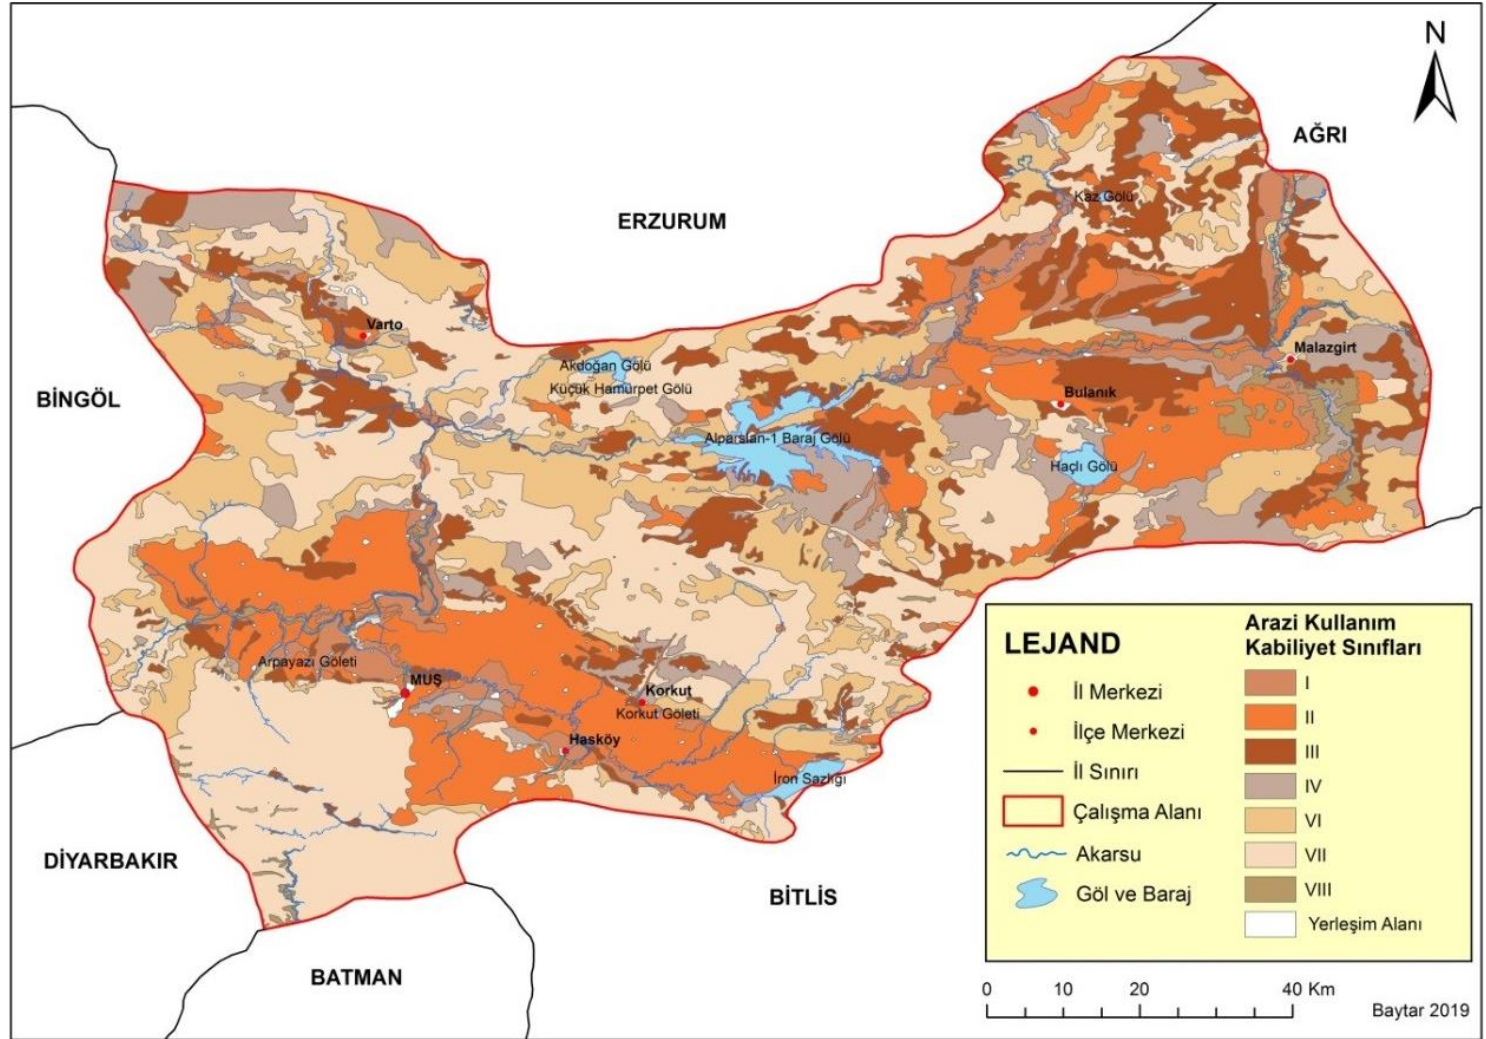 N
AĞRI
ERZURUM
Kaz Gölü
Varto
Malazgirt
Akdoğan Gölü
Küçük Hamurpet Gölü
BİNGÖL
Bulanık
Alparslan-1 Baraj Gölü
Haçlı Gölü
Arpayazı Göleti
MUŞ
Korkut
Korkut Göleti
Hasköy
İron Sazlığı
DİYARBAKIR
BİTLİS
BATMAN
LEJAND
İl Merkezi
İlçe Merkezi
İl Sınırı
Çalışma Alanı
Akarsu
Göl ve Baraj
Arazi Kullanım
Kabiliyet Sınıfları
I
II
III
IV
VI
VII
VIII
Yerleşim Alanı
0 10 20 40 Km
Baytar 2019